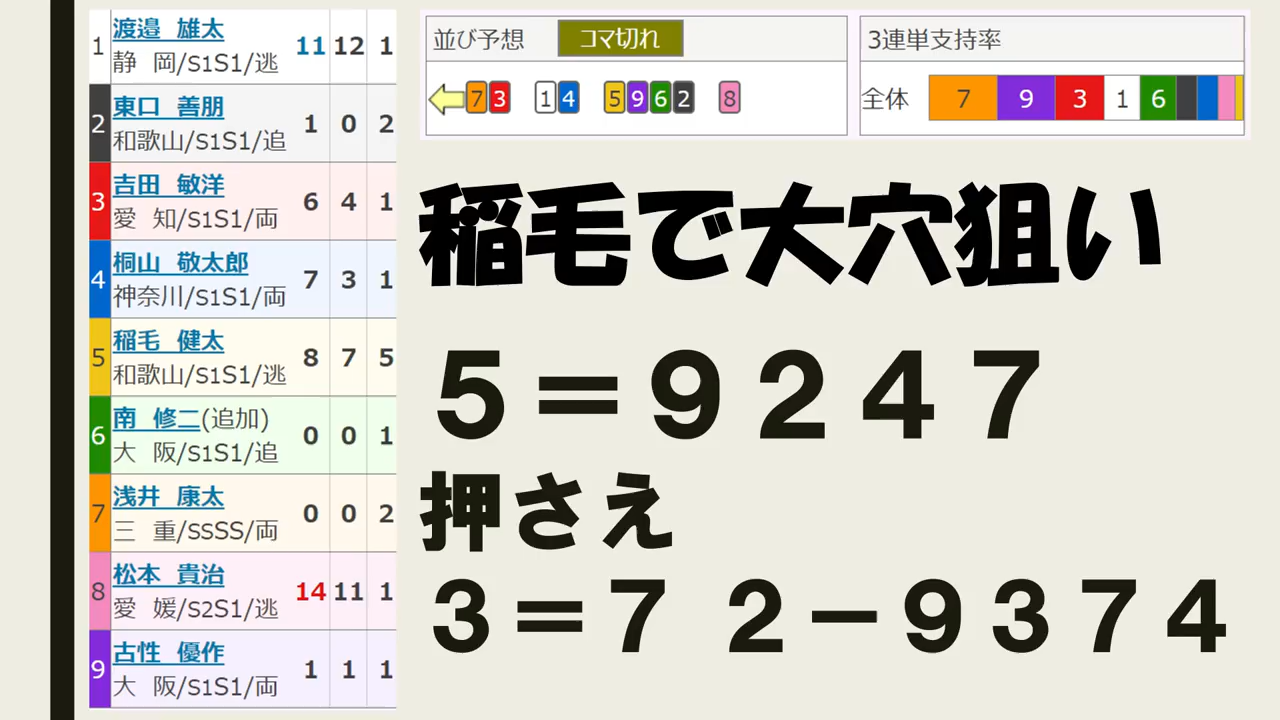 1 渡邉 雄太 11 12 1
静 岡/S1S1/逃
2 東口 善朋 1 0 2
和歌山/S1S1/追
3 吉田 敏洋 6 4 1
愛 知/S1S1/両
4 桐山 敬太郎 7 3 1
神奈川/S1S1/両
5 稲毛 健太 8 7 5
和歌山/S1S1/逃
6 南 修二(追加) 0 0 1
大 阪/S1S1/追
7 浅井 康太 0 0 2
三 重/SSSS/両
8 松本 貴治 14 11 1
愛 媛/S2S1/逃
9 古性 優作 1 1 1
大 阪/S1S1/両
並び予想 コマ切れ
7 3 1 4 5 9 6 2 8
3連単支持率
全体 7 9 3 1 6
稲毛で大穴狙い
5=9247
押さえ
3=7 2-9374